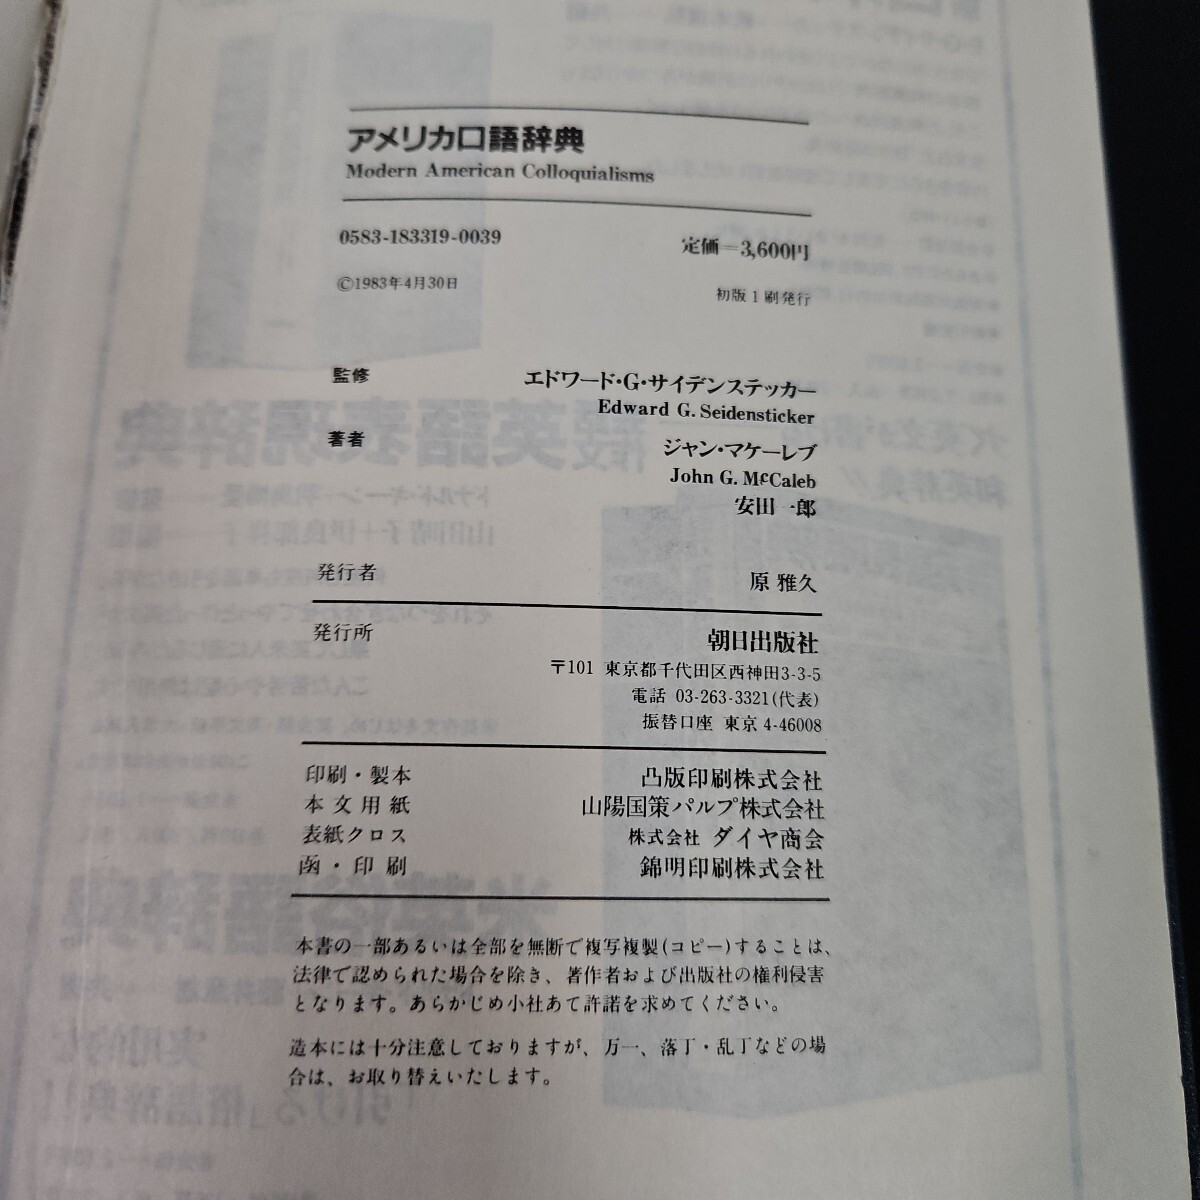 アメリカ口語辞典
Modern American Colloquialisms
0583-183319-0039
定価＝3,600円
©1983年4月30日
初版1刷発行
監修
エドワード・G・サイデンステッカー
Edward G. Seidensticker
著者
ジャン・マケーレブ
John G. McCaleb
安田一郎
発行者
原 雅久
発行所
朝日出版社
〒101 東京都千代田区西神田3-3-5
電話 03-263-3321(代表)
振替口座 東京 4-46008
印刷・製本 凸版印刷株式会社
本文用紙 山陽国策パルプ株式会社
表紙クロス 株式会社 ダイヤ商会
函・印刷 錦明印刷株式会社
本書の一部あるいは全部を無断で複写複製(コピー)することは、
法律で認められた場合を除き、著作者および出版社の権利侵害
となります。あらかじめ小社あて許諾を求めてください。
造本には十分注意しておりますが、万一、落丁・乱丁などの場
合は、お取り替えいたします。